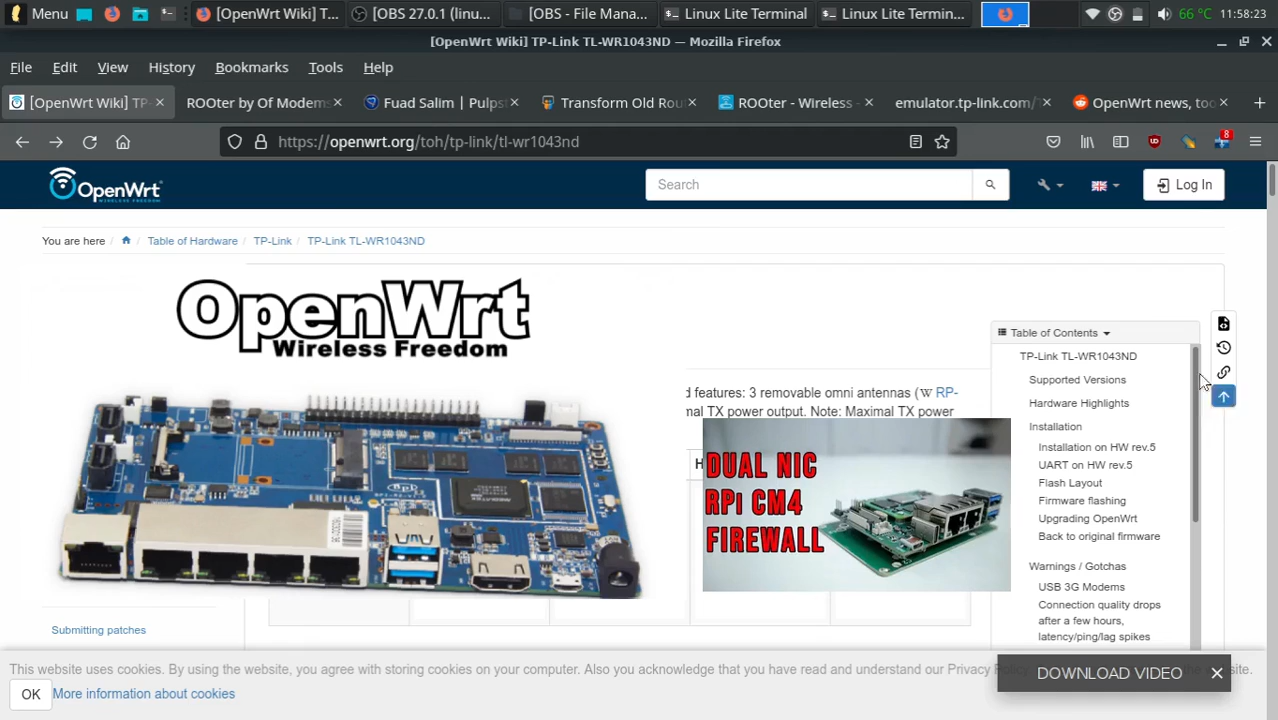 Menu
[OpenWrt Wiki] T...
[OBS 27.0.1 (linu...
[OBS - File Mana...
Linux Lite Terminal
Linux Lite Termin...
66 °C
11:58:23
[OpenWrt Wiki] TP-Link TL-WR1043ND — Mozilla Firefox
File Edit View History Bookmarks Tools Help
[OpenWrt Wiki] TP-
ROOter by Of Modems
Fuad Salim | Pulpst
Transform Old Rou
ROOter - Wireless -
emulator.tp-link.com/
OpenWrt news, to
https://openwrt.org/toh/tp-link/tl-wr1043nd
8
OpenWrt
WIRELESS FREEDOM
Search
Log In
You are here / / Table of Hardware / TP-Link / TP-Link TL-WR1043ND
OpenWrt
Wireless Freedom
d features: 3 removable omni antennas (W RP-
mal TX power output. Note: Maximal TX power
H
DUAL NIC
RPi CM4
FIREWALL
Table of Contents
TP-Link TL-WR1043ND
Supported Versions
Hardware Highlights
Installation
Installation on HW rev.5
UART on HW rev.5
Flash Layout
Firmware flashing
Upgrading OpenWrt
Back to original firmware
Warnings / Gotchas
USB 3G Modems
Connection quality drops
after a few hours,
latency/ping/lag spikes
Submitting patches
This website uses cookies. By using the website, you agree with storing cookies on your computer. Also you acknowledge that you have read and understand our Privacy Policy
site.
OK
More information about cookies
DOWNLOAD VIDEO